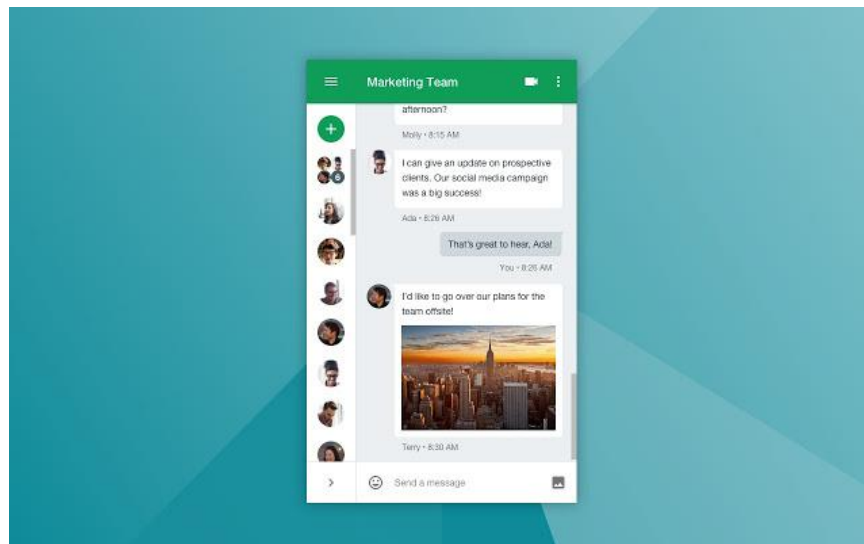 Marketing Team
afternoon?
Molly • 8:15 AM
I can give an update on prospective
clients. Our social media campaign
was a big success!
Ada • 8:26 AM
That's great to hear, Ada!
You • 8:26 AM
I'd like to go over our plans for the
team offsite!
Terry • 8:30 AM
Send a message